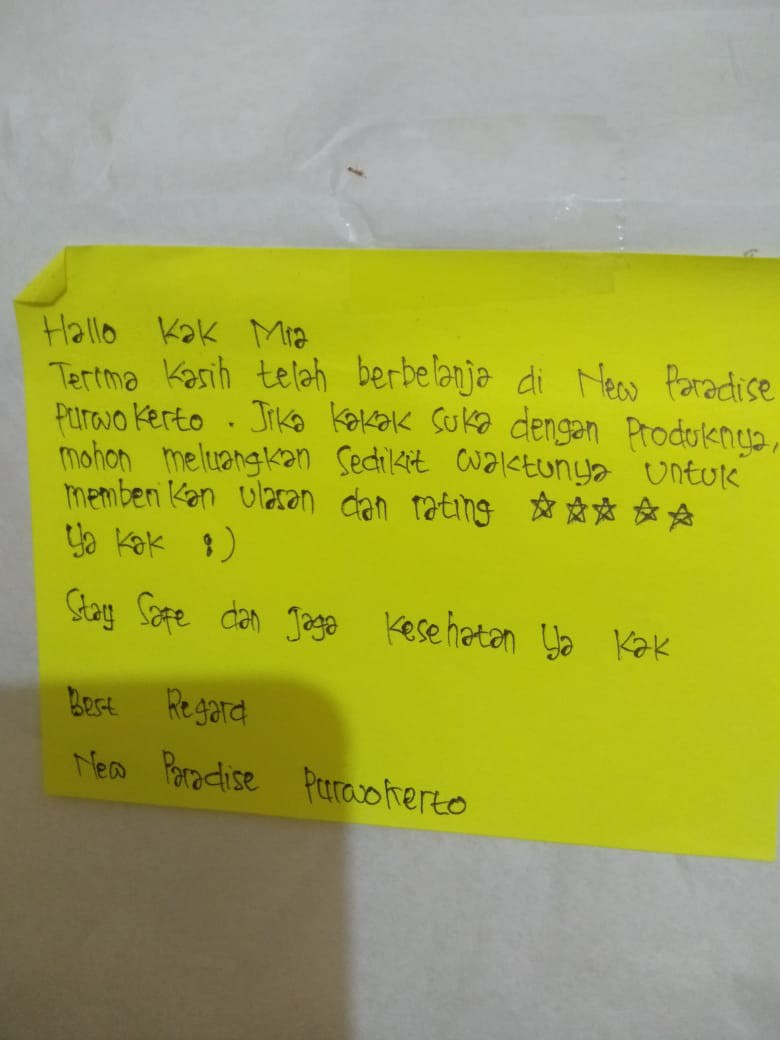 Hallo Kak Mia
Terima Kasih telah berbelanja di New Paradise
Purwokerto. Jika kakak suka dengan Produknya,
mohon meluangkan sedikit waktunya untuk
memberikan ulasan dan rating ☆☆☆☆☆
Ya Kak :)
Stay Safe dan jaga kesehatan Ya Kak
Best Regard
New Paradise Purwokerto